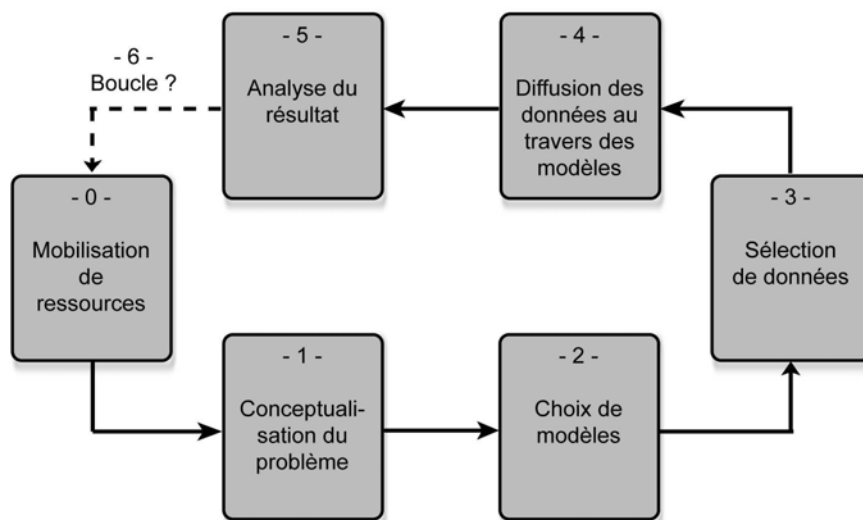 - 6 -
Boucle ?
- 5 -
Analyse du
résultat
- 4 -
Diffusion des
données au
travers des
modèles
- 0 -
Mobilisation
de
ressources
- 3 -
Sélection
de données
- 1 -
Conceptuali-
sation du
problème
- 2 -
Choix de
modèles